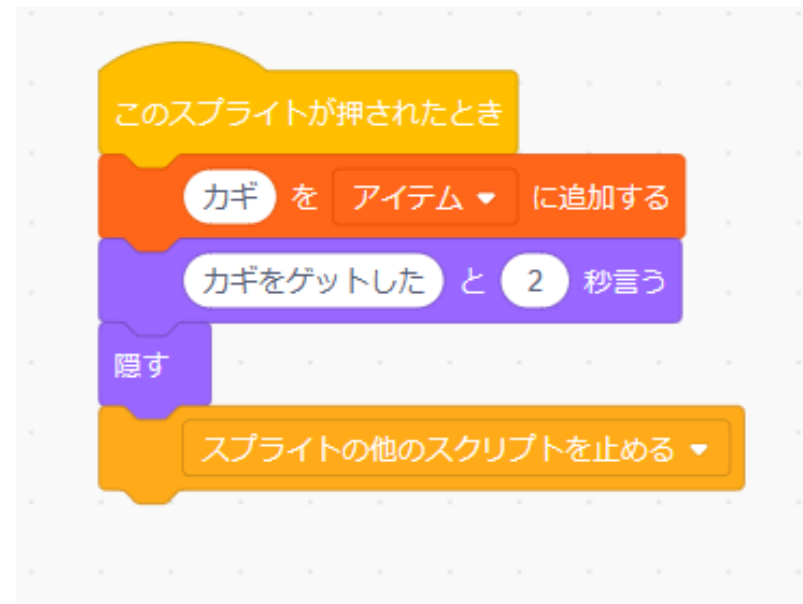 このスプライトが押されたとき
カギ を アイテム に追加する
カギをゲットした と 2 秒言う
隠す
スプライトの他のスクリプトを止める